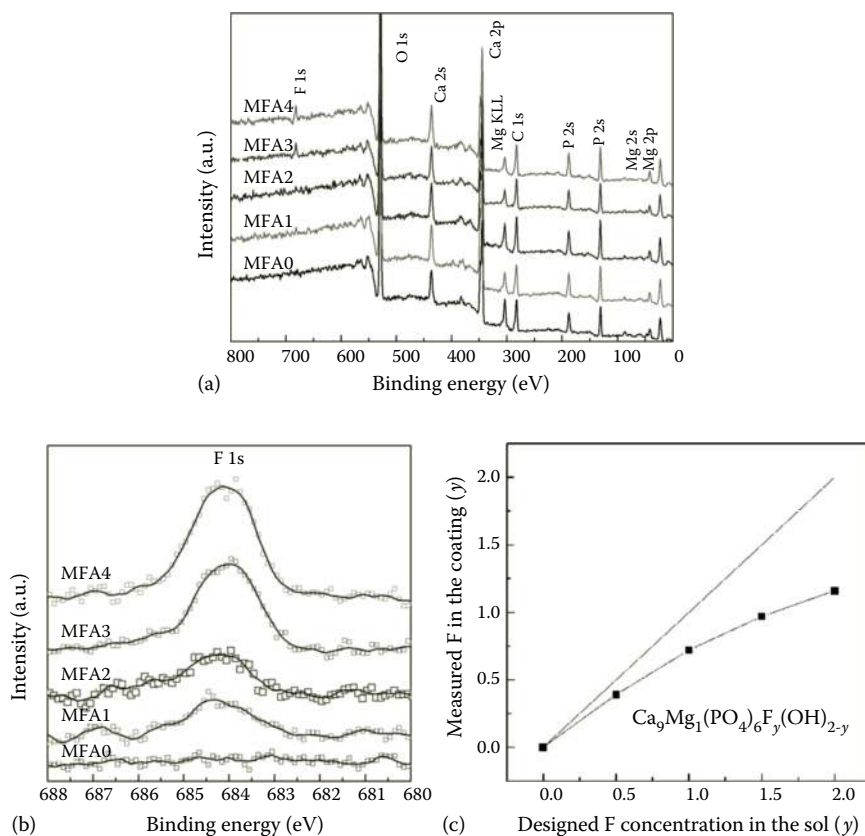 F 1s
O 1s
Ca 2s
Ca 2p
Mg KLL
C 1s
P 2s
P 2s
Mg 2s
Mg 2p
MFA4
MFA3
MFA2
MFA1
MFA0
Intensity (a.u.)
800 700 600 500 400 300 200 100 0
(a) Binding energy (eV)
F 1s
MFA4
MFA3
MFA2
MFA1
MFA0
Intensity (a.u.)
688 687 686 685 684 683 682 681 680
(b) Binding energy (eV)
Measured F in the coating (y)
2.0
1.5
1.0
0.5
0.0
Ca₉Mg₁(PO₄)₆Fᵧ(OH)₂₋ᵧ
0.0 0.5 1.0 1.5 2.0
(c) Designed F concentration in the sol (y)